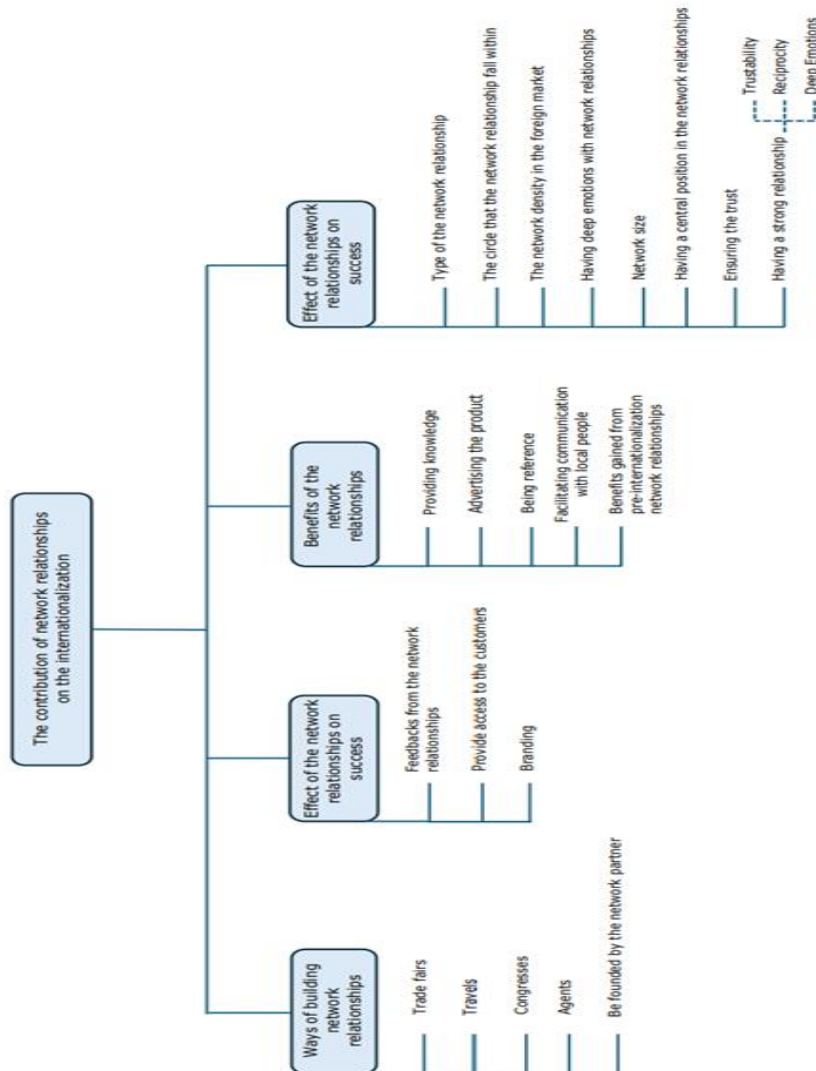 The contribution of network relationships
on the internationalization
Ways of building
network
relationships
Trade fairs
Travels
Congresses
Agents
Be founded by the network partner
Effect of the network
relationships on
success
Feedbacks from the network
relationships
Provide access to the customers
Branding
Benefits of the
network
relationships
Providing knowledge
Advertising the product
Being reference
Facilitating communication
with local people
Benefits gained from
pre-internationalization
network relationships
Effect of the network
relationships on
success
Type of the network relationship
The circle that the network relationship fall within
The network density in the foreign market
Having deep emotions with network relationships
Network size
Having a central position in the network relationships
Ensuring the trust
Having a strong relationship
Trustability
Reciprocity
Deep Emotions